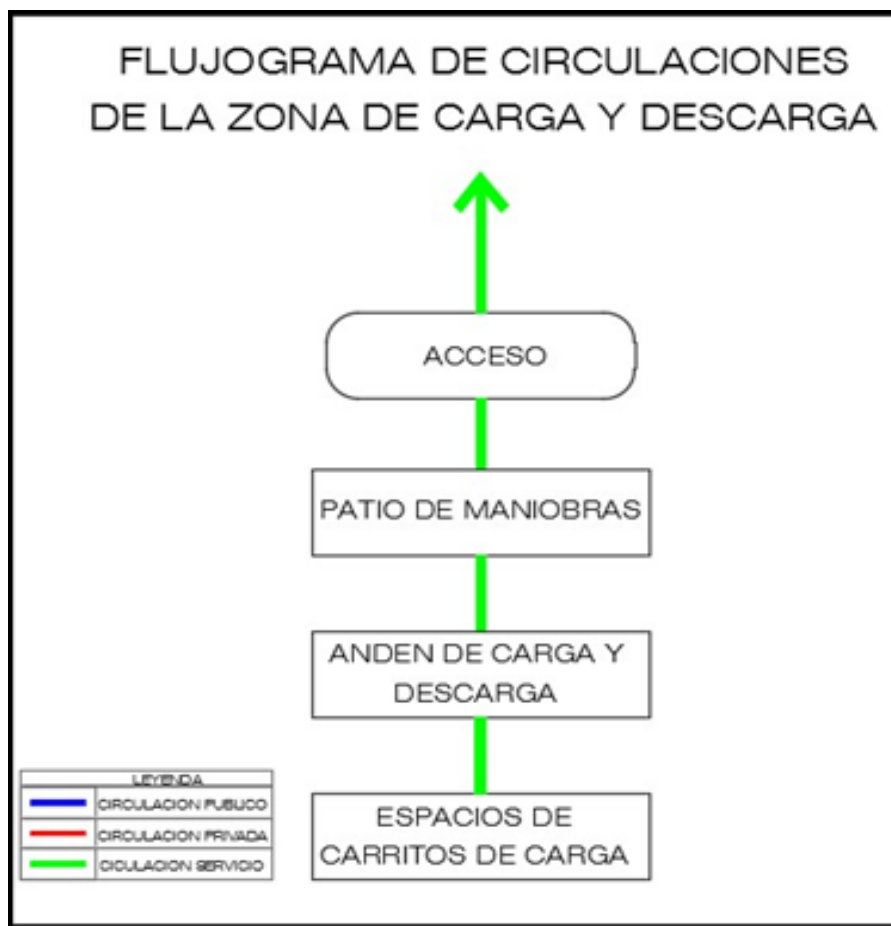 FLUJOGRAMA DE CIRCULACIONES
DE LA ZONA DE CARGA Y DESCARGA
ACCESO
PATIO DE MANIOBRAS
ANDEN DE CARGA Y
DESCARGA
ESPACIOS DE
CARRITOS DE CARGA
LEYENDA
CIRCULACION PUBLICO
CIRCULACION PRIVADA
CICULACION SERVICIO